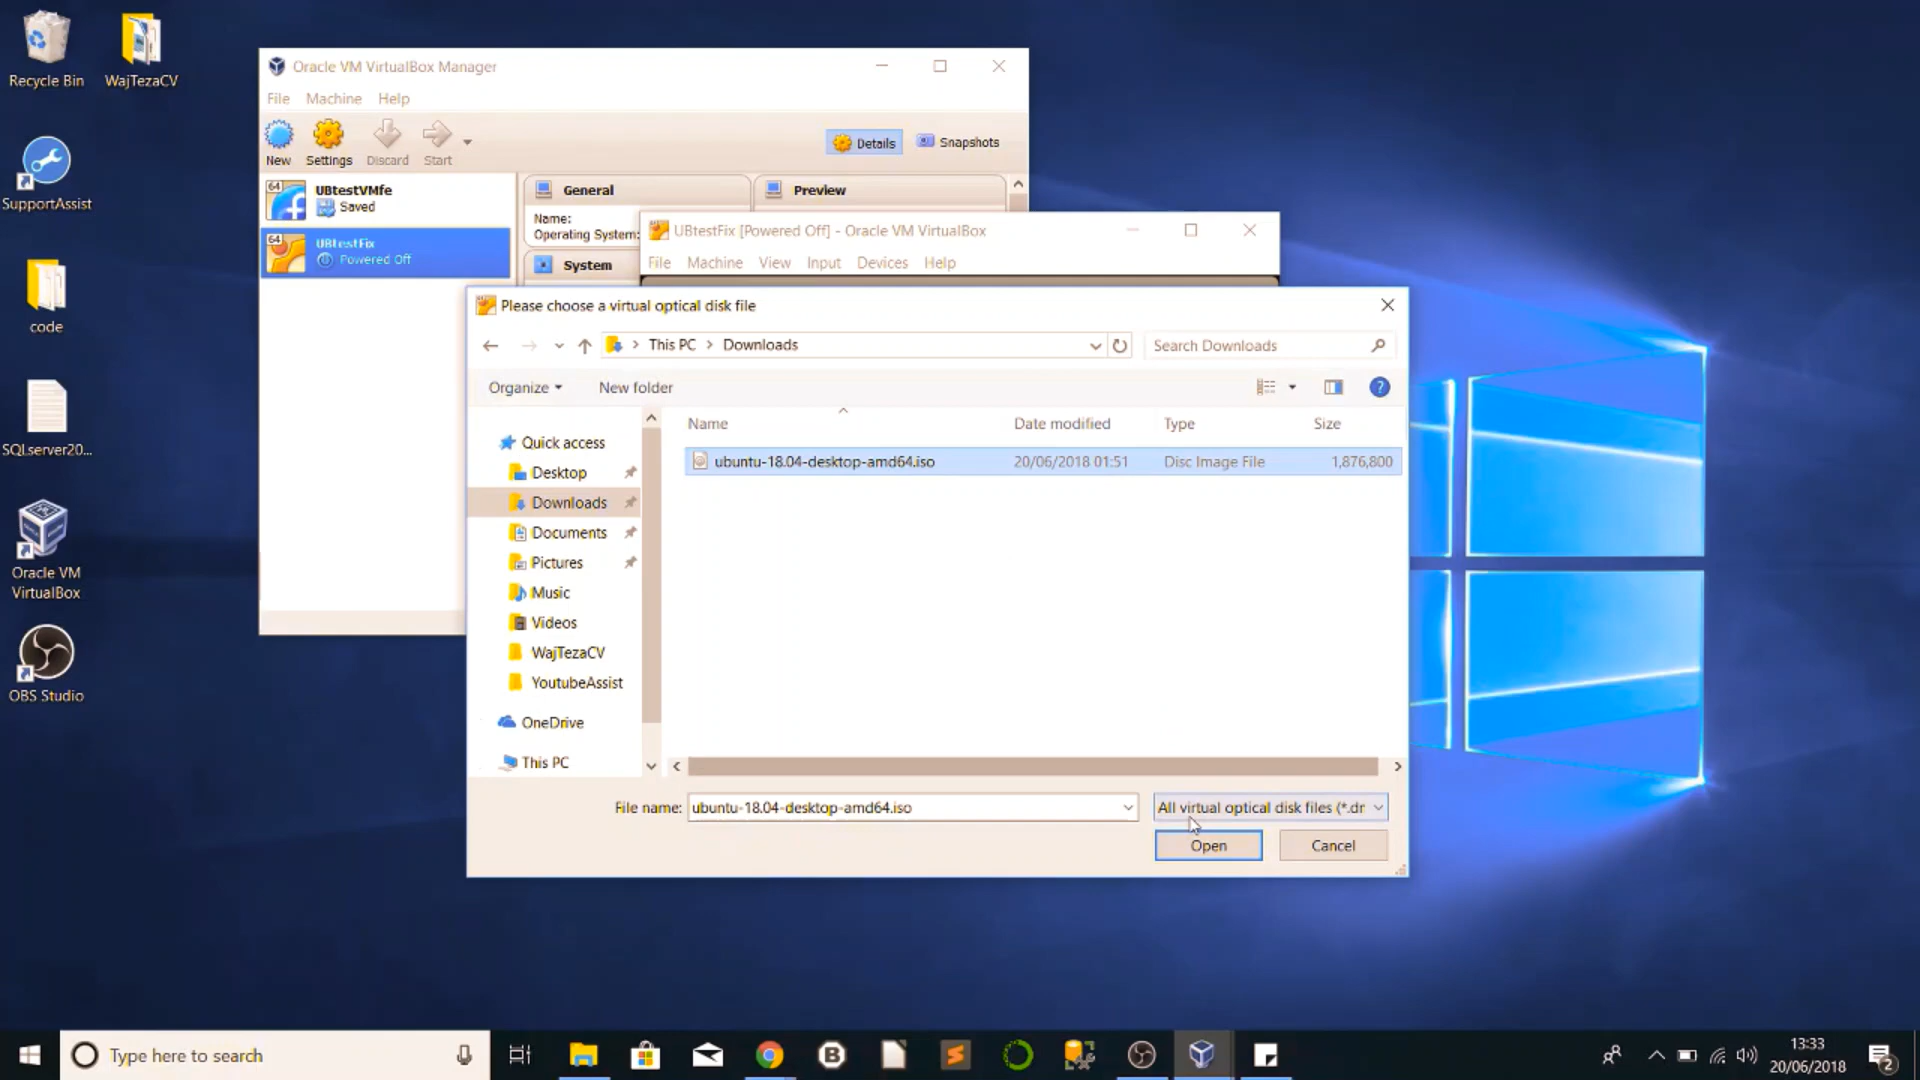 Recycle Bin
WajTezaCV
SupportAssist
code
SQLserver20...
Oracle VM
VirtualBox
OBS Studio
Oracle VM VirtualBox Manager
File Machine Help
New Settings Discard Start
Details Snapshots
64
UBtestVMfe
Saved
64
UBtestFix
Powered Off
General
Preview
Name:
Operating System:
System
UBtestFix [Powered Off] - Oracle VM VirtualBox
File Machine View Input Devices Help
Please choose a virtual optical disk file
This PC > Downloads
Search Downloads
Organize
New folder
?
Name Date modified Type Size
ubuntu-18.04-desktop-amd64.iso 20/06/2018 01:51 Disc Image File 1,876,800
Quick access
Desktop
Downloads
Documents
Pictures
Music
Videos
WajTezaCV
YoutubeAssist
OneDrive
This PC
File name: ubuntu-18.04-desktop-amd64.iso
All virtual optical disk files (*.dr
Open
Cancel
Type here to search
B
S
13:33
20/06/2018
2